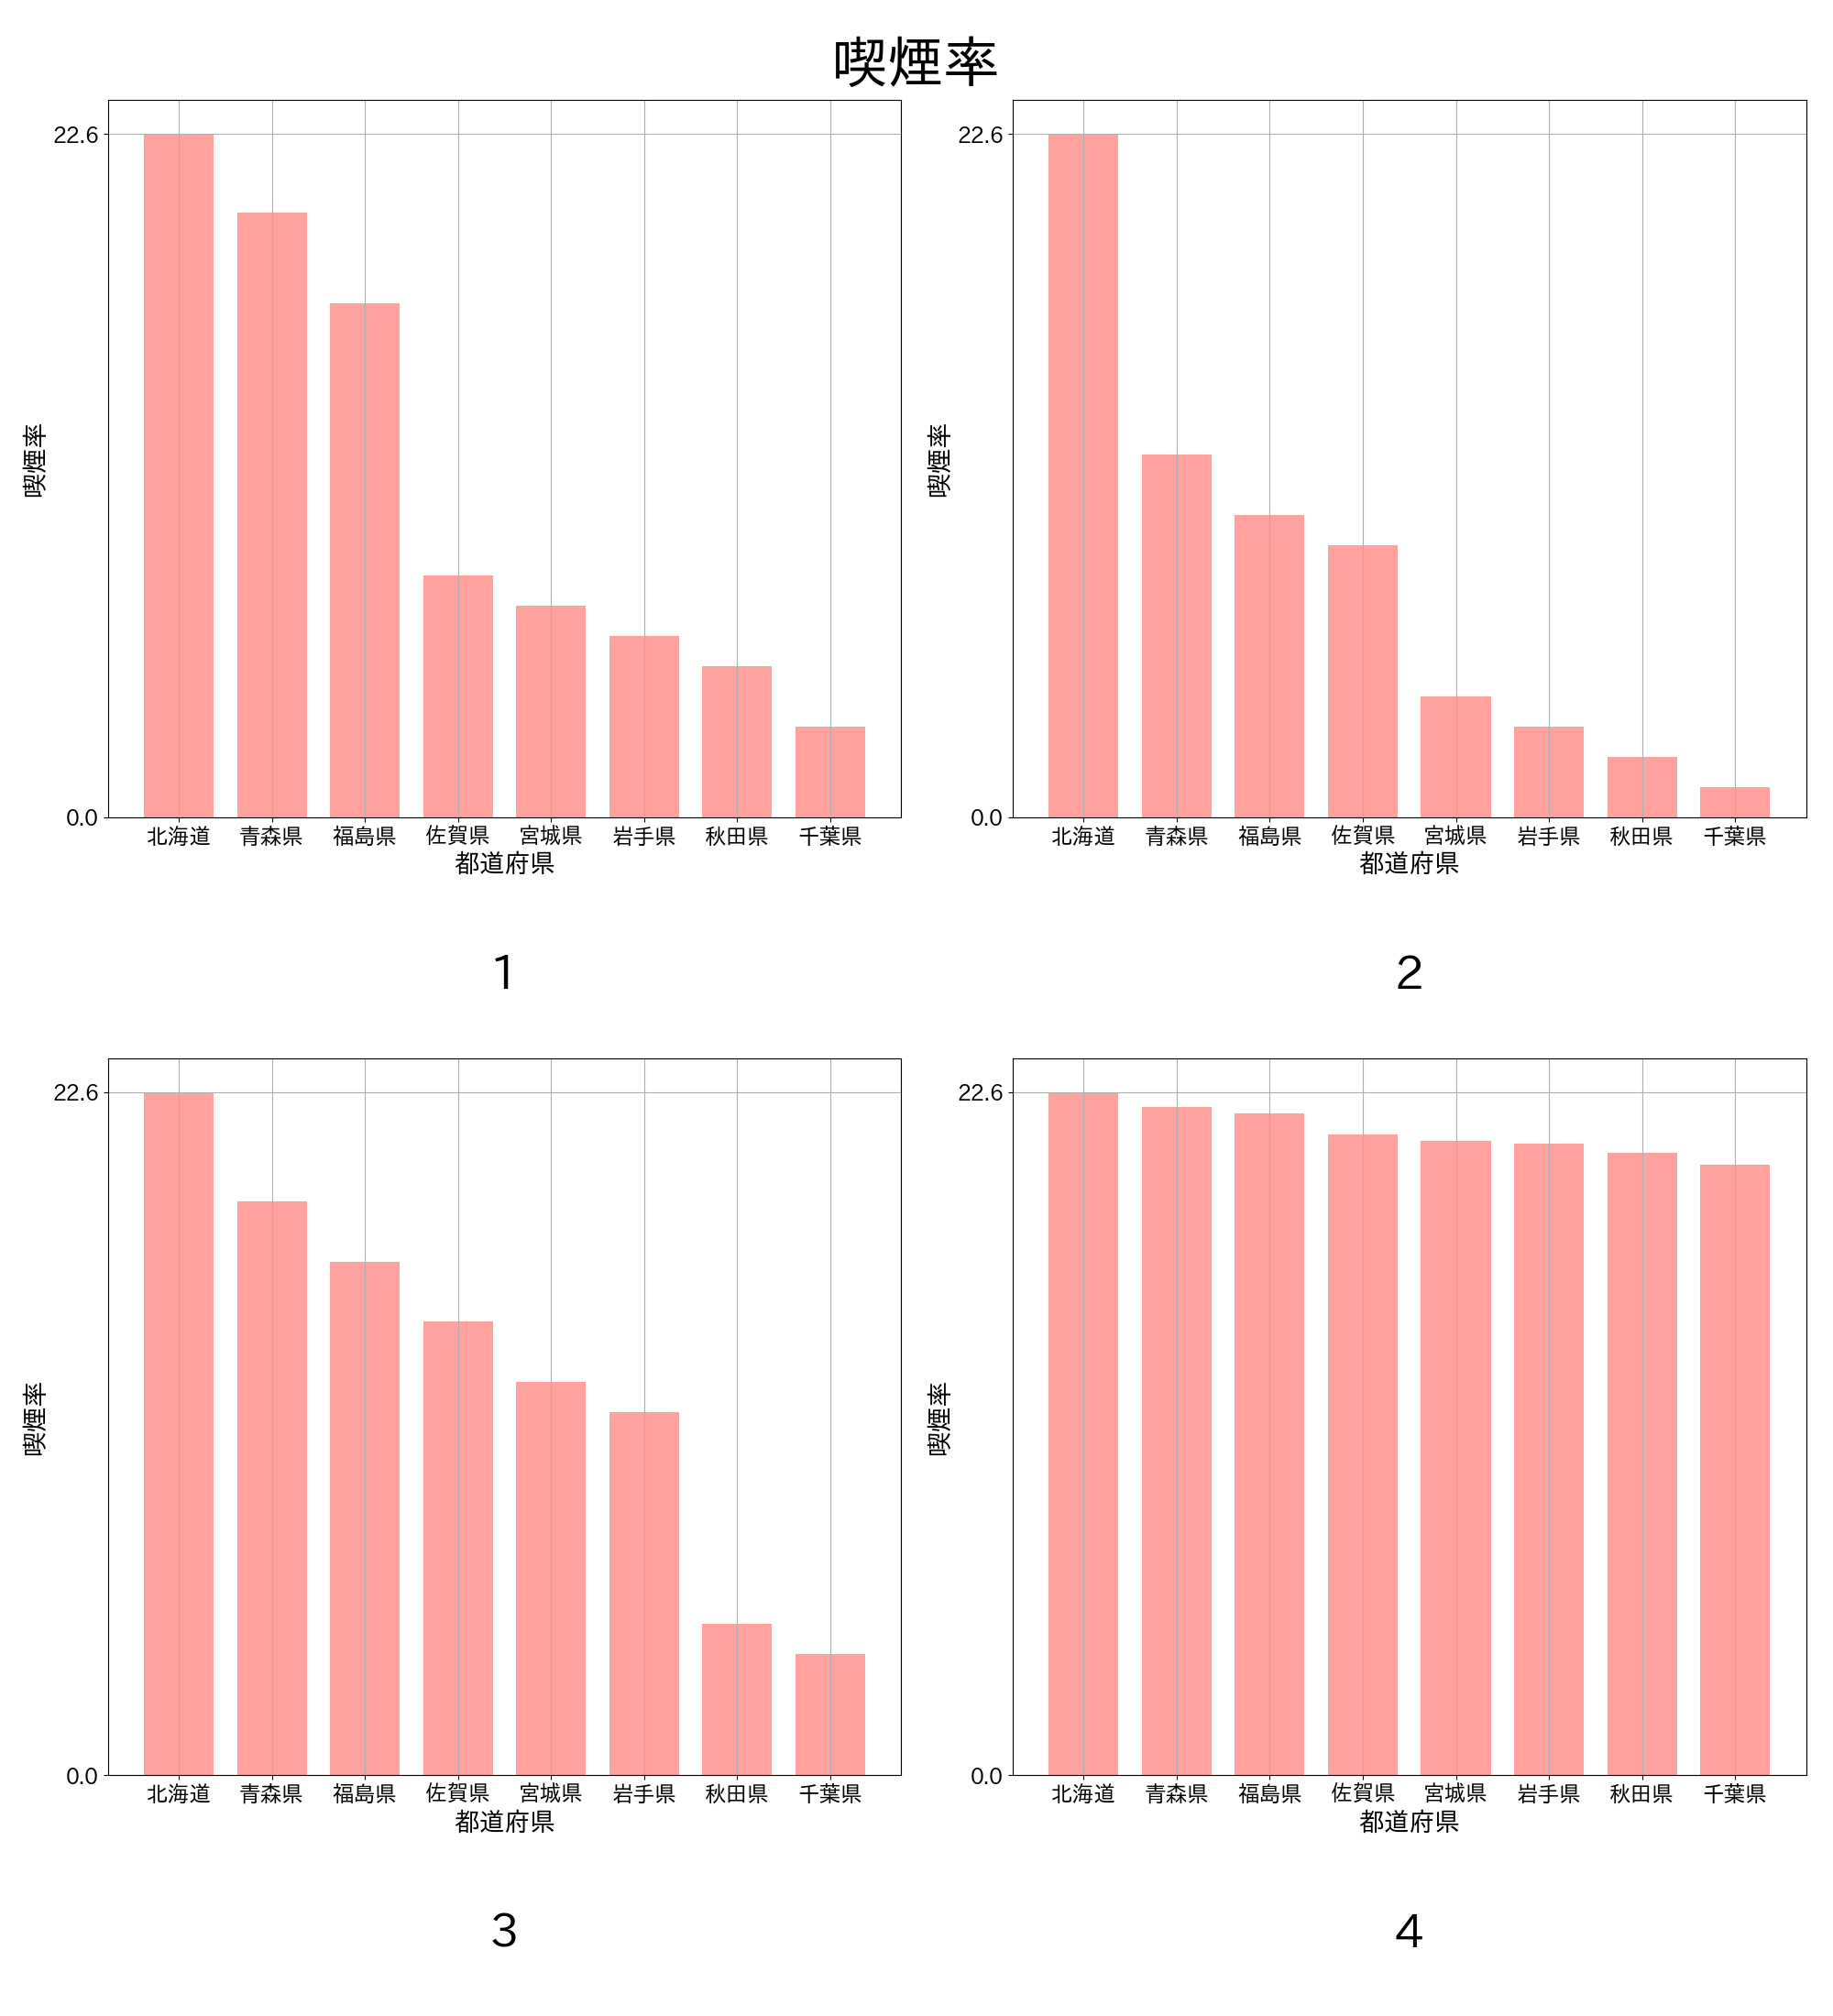 喫煙率
22.6
0.0
喫煙率
北海道 青森県 福島県 佐賀県 宮城県 岩手県 秋田県 千葉県
都道府県
1
22.6
0.0
喫煙率
北海道 青森県 福島県 佐賀県 宮城県 岩手県 秋田県 千葉県
都道府県
2
22.6
0.0
喫煙率
北海道 青森県 福島県 佐賀県 宮城県 岩手県 秋田県 千葉県
都道府県
3
22.6
0.0
喫煙率
北海道 青森県 福島県 佐賀県 宮城県 岩手県 秋田県 千葉県
都道府県
4